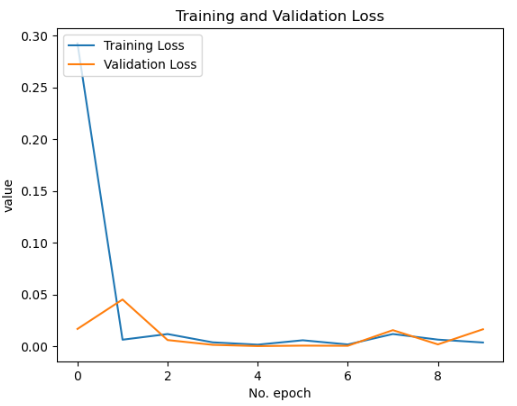 Training and Validation Loss
Training Loss
Validation Loss
0.30
0.25
0.20
0.15
0.10
0.05
0.00
value
0
2
4
6
8
No. epoch